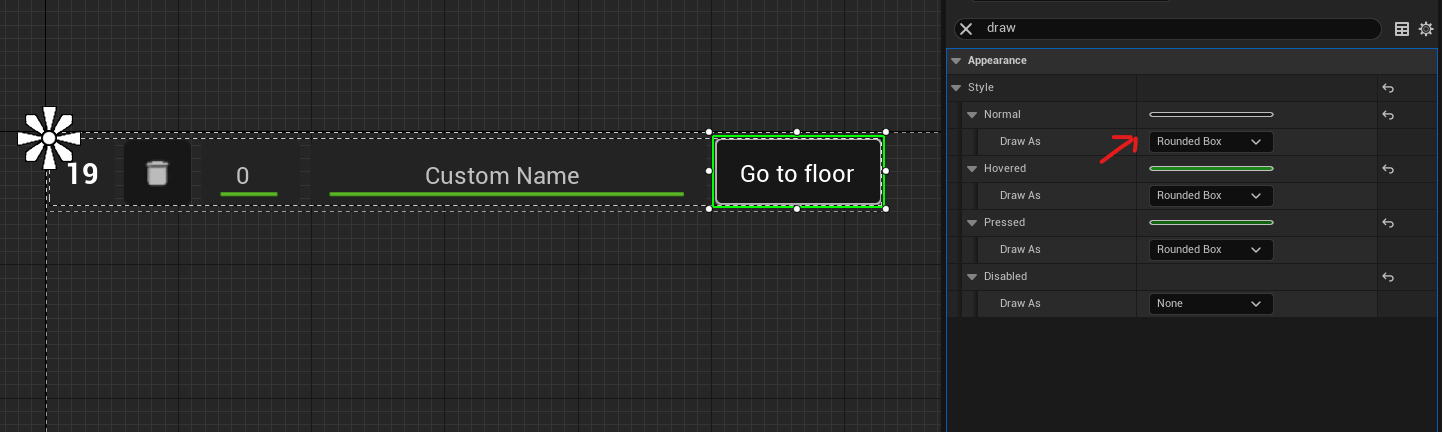 draw
Appearance
Style
Normal
Draw As Rounded Box
Hovered
Draw As Rounded Box
Pressed
Draw As Rounded Box
Disabled
Draw As None
19 0 Custom Name Go to floor